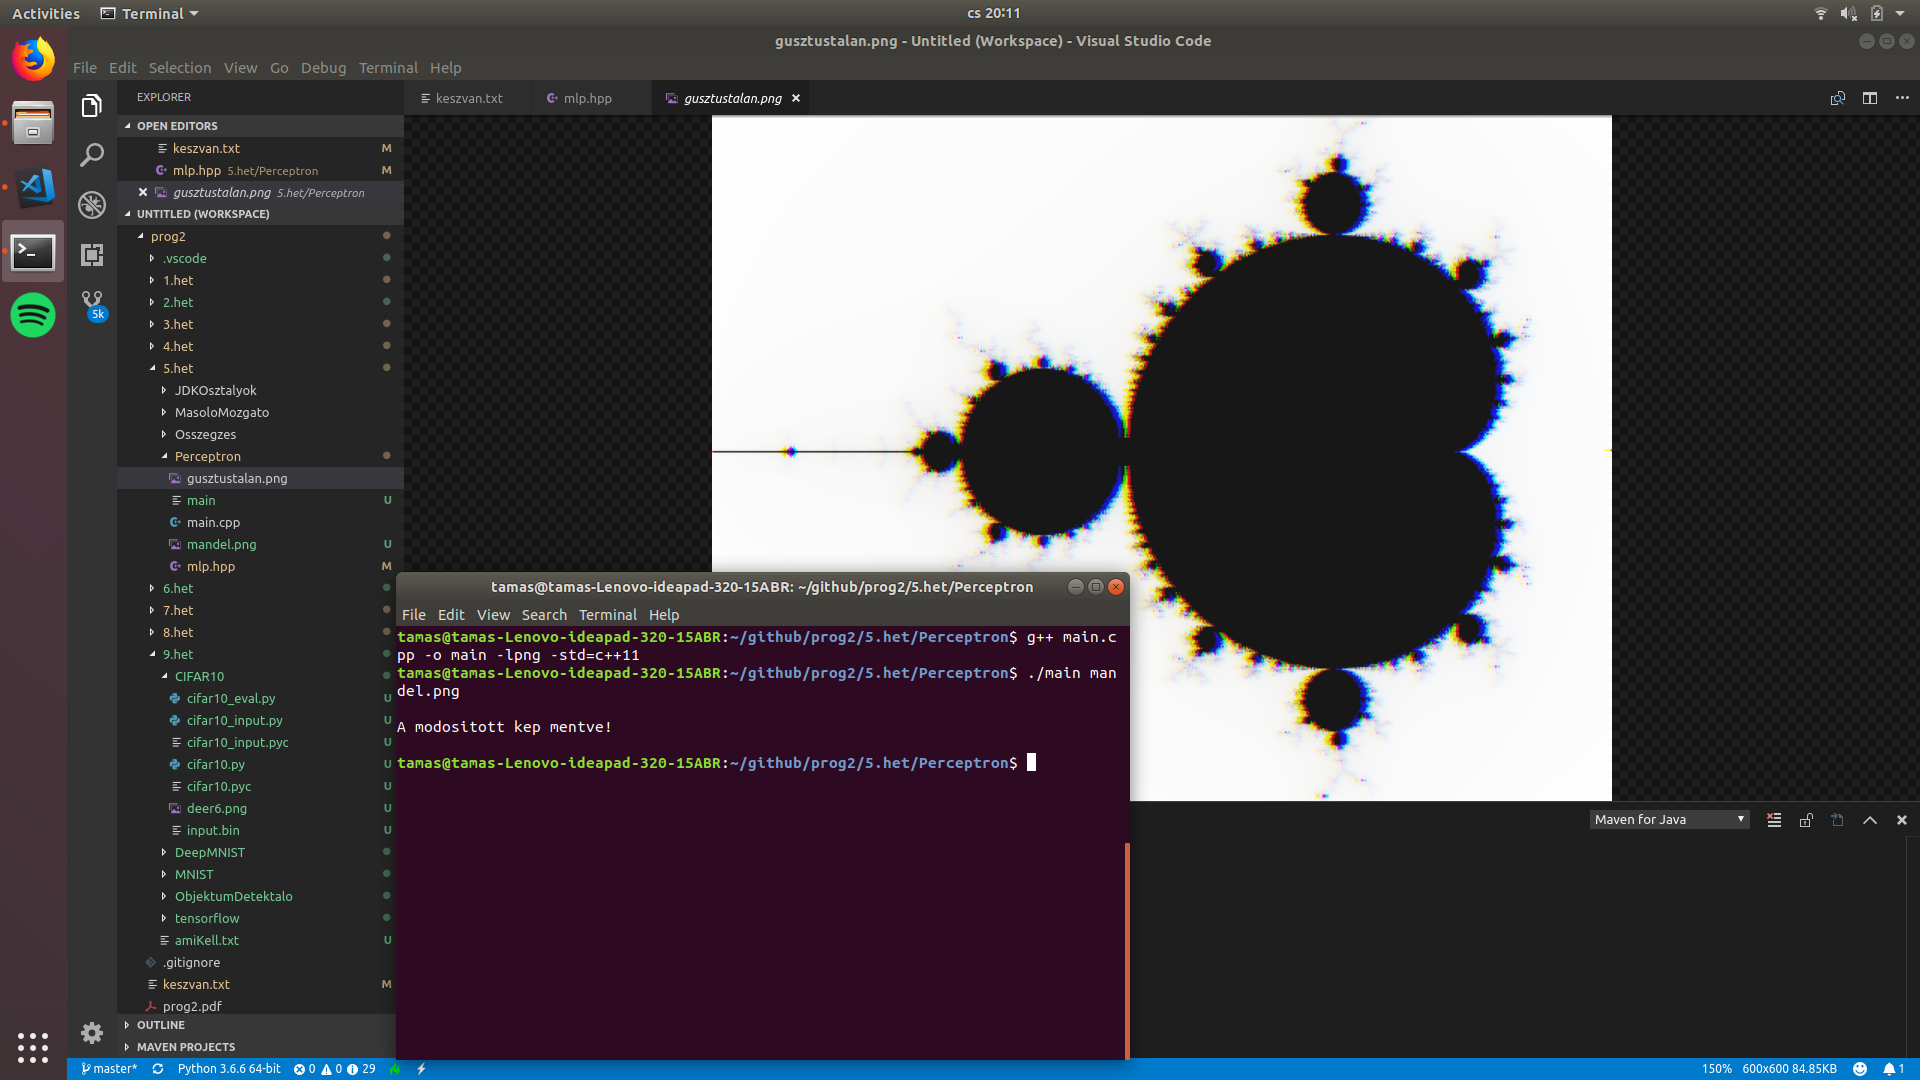 Activities
Terminal
cs 20:11
gusztustalan.png - Untitled (Workspace) - Visual Studio Code
File Edit Selection View Go Debug Terminal Help
EXPLORER
keszvan.txt
mlp.hpp
gusztustalan.png
OPEN EDITORS
keszvan.txt M
mlp.hpp 5.het/Perceptron M
gusztustalan.png 5.het/Perceptron
UNTITLED (WORKSPACE)
prog2
.vscode
1.het
2.het
5k
3.het
4.het
5.het
JDKOsztalyok
MasoloMozgato
Osszegzes
Perceptron
gusztustalan.png
main U
main.cpp
mandel.png U
mlp.hpp M
6.het
7.het
8.het
9.het
CIFAR10
cifar10_eval.py U
cifar10_input.py U
cifar10_input.pyc U
cifar10.py U
cifar10.pyc U
deer6.png U
input.bin U
DeepMNIST
MNIST
ObjektumDetektalo
tensorflow
amiKell.txt U
.gitignore
keszvan.txt M
prog2.pdf
OUTLINE
MAVEN PROJECTS
tamas@tamas-Lenovo-ideapad-320-15ABR: ~/github/prog2/5.het/Perceptron
File Edit View Search Terminal Help
tamas@tamas-Lenovo-ideapad-320-15ABR:~/github/prog2/5.het/Perceptron$ g++ main.c
pp -o main -lpng -std=c++11
tamas@tamas-Lenovo-ideapad-320-15ABR:~/github/prog2/5.het/Perceptron$ ./main man
del.png
A modositott kep mentve!
tamas@tamas-Lenovo-ideapad-320-15ABR:~/github/prog2/5.het/Perceptron$
Maven for Java
master* Python 3.6.6 64-bit 0 0 29
150% 600x600 84.85KB 1